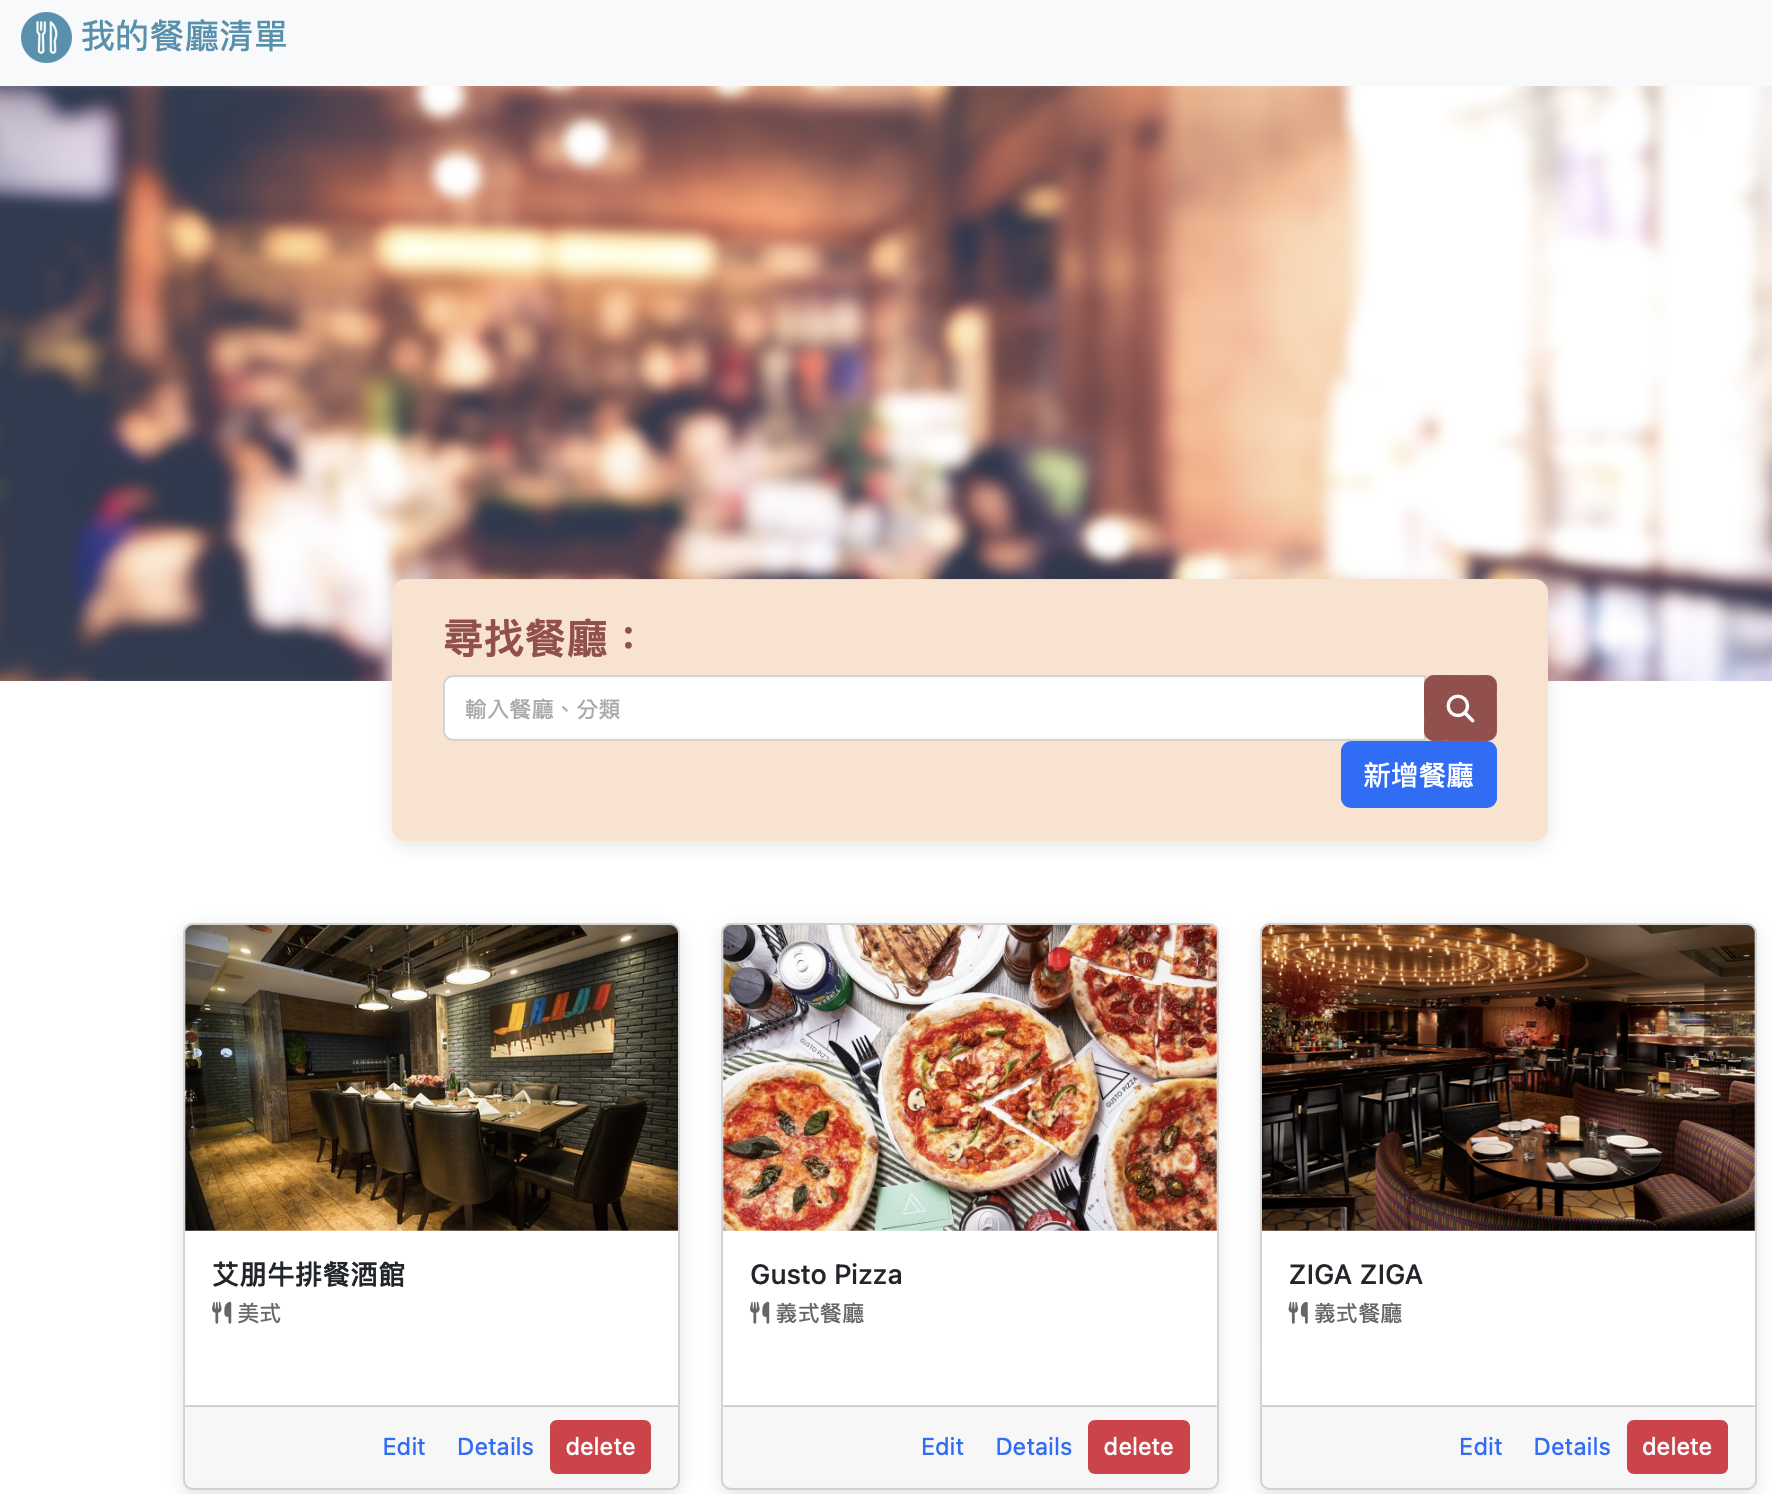 我的餐廳清單
尋找餐廳：
輸入餐廳、分類
新增餐廳
GUSTO PIZZA
艾朋牛排餐酒館
美式
Edit Details delete
Gusto Pizza
義式餐廳
Edit Details delete
ZIGA ZIGA
義式餐廳
Edit Details delete